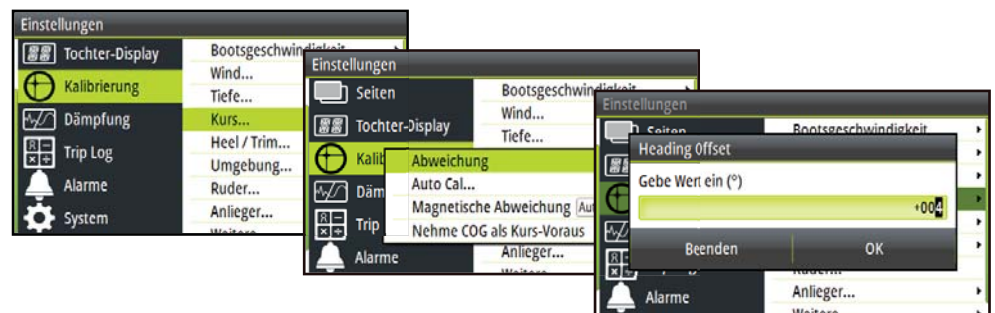 Einstellungen
Tochter-Display
Kalibrierung
Dämpfung
Trip Log
Alarme
System
Wind...
Tiefe...
Kurs...
Heel / Trim...
Umgebung...
Ruder...
Anlieger...
Einstellungen
Seiten
Tochter-Display
Wind...
Tiefe...
Abweichung
Auto Cal...
Magnetische Abweichung
Nehme COG als Kurs-Voraus
Trip
Alarme
Anlieger...
Einstellungen
Bootsgeschwindigkeit
Heading Offset
Gebe Wert ein (°)
+004
Beenden
OK
Alarme
Anlieger...